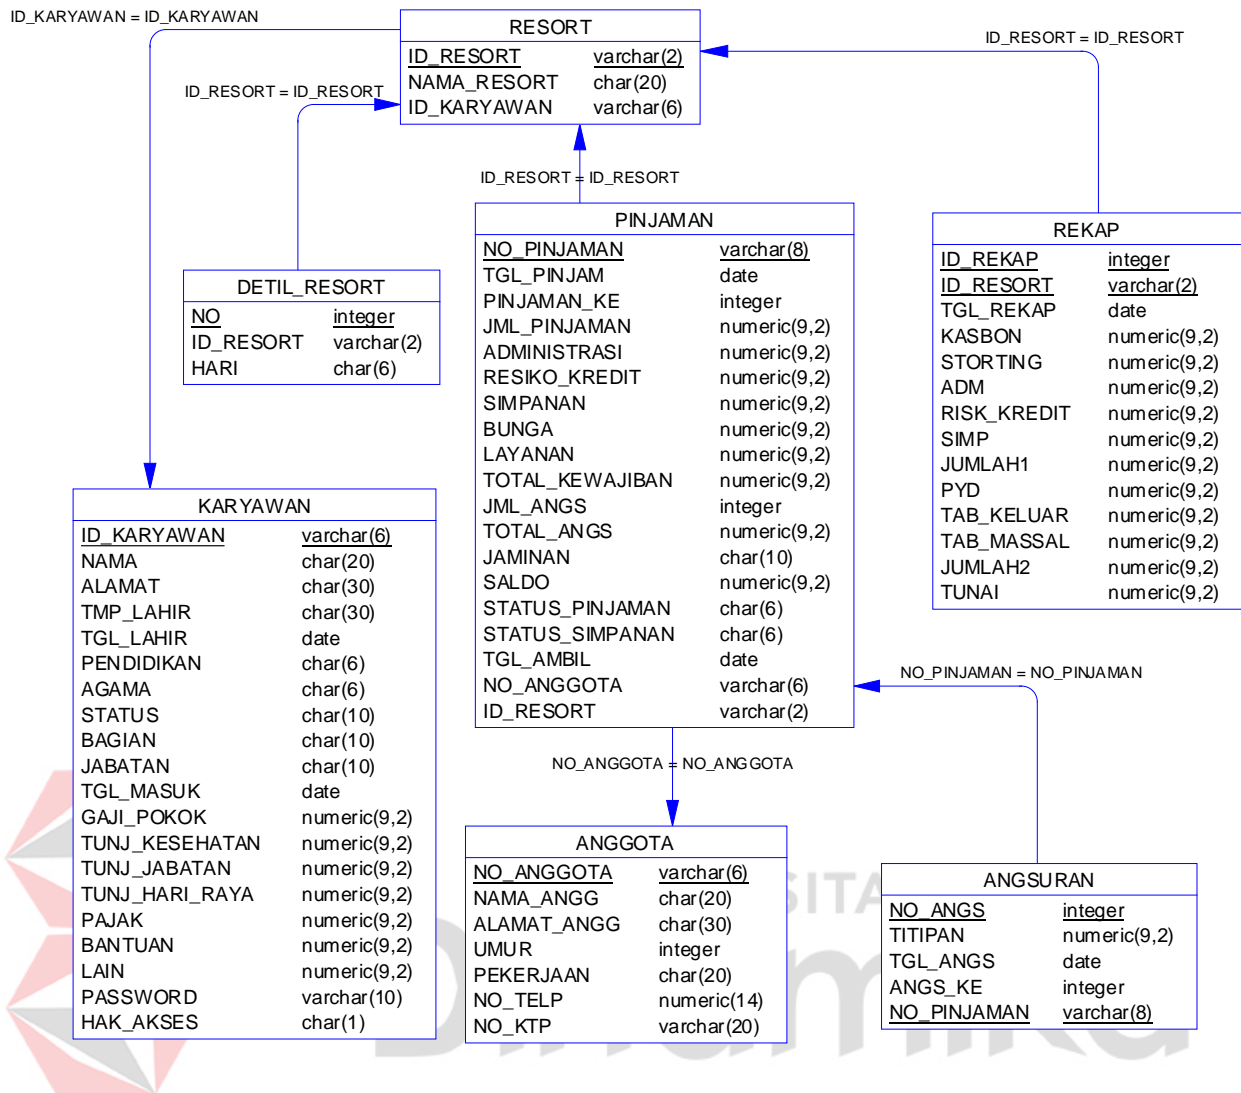 ID_KARYAWAN = ID_KARYAWAN
RESORT
ID_RESORT varchar(2)
NAMA_RESORT char(20)
ID_KARYAWAN varchar(6)
ID_RESORT = ID_RESORT
ID_RESORT = ID_RESORT
ID_RESORT = ID_RESORT
DETIL_RESORT
NO integer
ID_RESORT varchar(2)
HARI char(6)
PINJAMAN
NO_PINJAMAN varchar(8)
TGL_PINJAM date
PINJAMAN_KE integer
JML_PINJAMAN numeric(9,2)
ADMINISTRASI numeric(9,2)
RESIKO_KREDIT numeric(9,2)
SIMPANAN numeric(9,2)
BUNGA numeric(9,2)
LAYANAN numeric(9,2)
TOTAL_KEWAJIBAN numeric(9,2)
JML_ANGS integer
TOTAL_ANGS numeric(9,2)
JAMINAN char(10)
SALDO numeric(9,2)
STATUS_PINJAMAN char(6)
STATUS_SIMPANAN char(6)
TGL_AMBIL date
NO_ANGGOTA varchar(6)
ID_RESORT varchar(2)
REKAP
ID_REKAP integer
ID_RESORT varchar(2)
TGL_REKAP date
KASBON numeric(9,2)
STORTING numeric(9,2)
ADM numeric(9,2)
RISK_KREDIT numeric(9,2)
SIMP numeric(9,2)
JUMLAH1 numeric(9,2)
PYD numeric(9,2)
TAB_KELUAR numeric(9,2)
TAB_MASSAL numeric(9,2)
JUMLAH2 numeric(9,2)
TUNAI numeric(9,2)
KARYAWAN
ID_KARYAWAN varchar(6)
NAMA char(20)
ALAMAT char(30)
TMP_LAHIR char(30)
TGL_LAHIR date
PENDIDIKAN char(6)
AGAMA char(6)
STATUS char(10)
BAGIAN char(10)
JABATAN char(10)
TGL_MASUK date
GAJI_POKOK numeric(9,2)
TUNJ_KESEHATAN numeric(9,2)
TUNJ_JABATAN numeric(9,2)
TUNJ_HARI_RAYA numeric(9,2)
PAJAK numeric(9,2)
BANTUAN numeric(9,2)
LAIN numeric(9,2)
PASSWORD varchar(10)
HAK_AKSES char(1)
NO_PINJAMAN = NO_PINJAMAN
NO_ANGGOTA = NO_ANGGOTA
ANGGOTA
NO_ANGGOTA varchar(6)
NAMA_ANGG char(20)
ALAMAT_ANGG char(30)
UMUR integer
PEKERJAAN char(20)
NO_TELP numeric(14)
NO_KTP varchar(20)
ANGSURAN
NO_ANGS integer
TITIPAN numeric(9,2)
TGL_ANGS date
ANGS_KE integer
NO_PINJAMAN varchar(8)